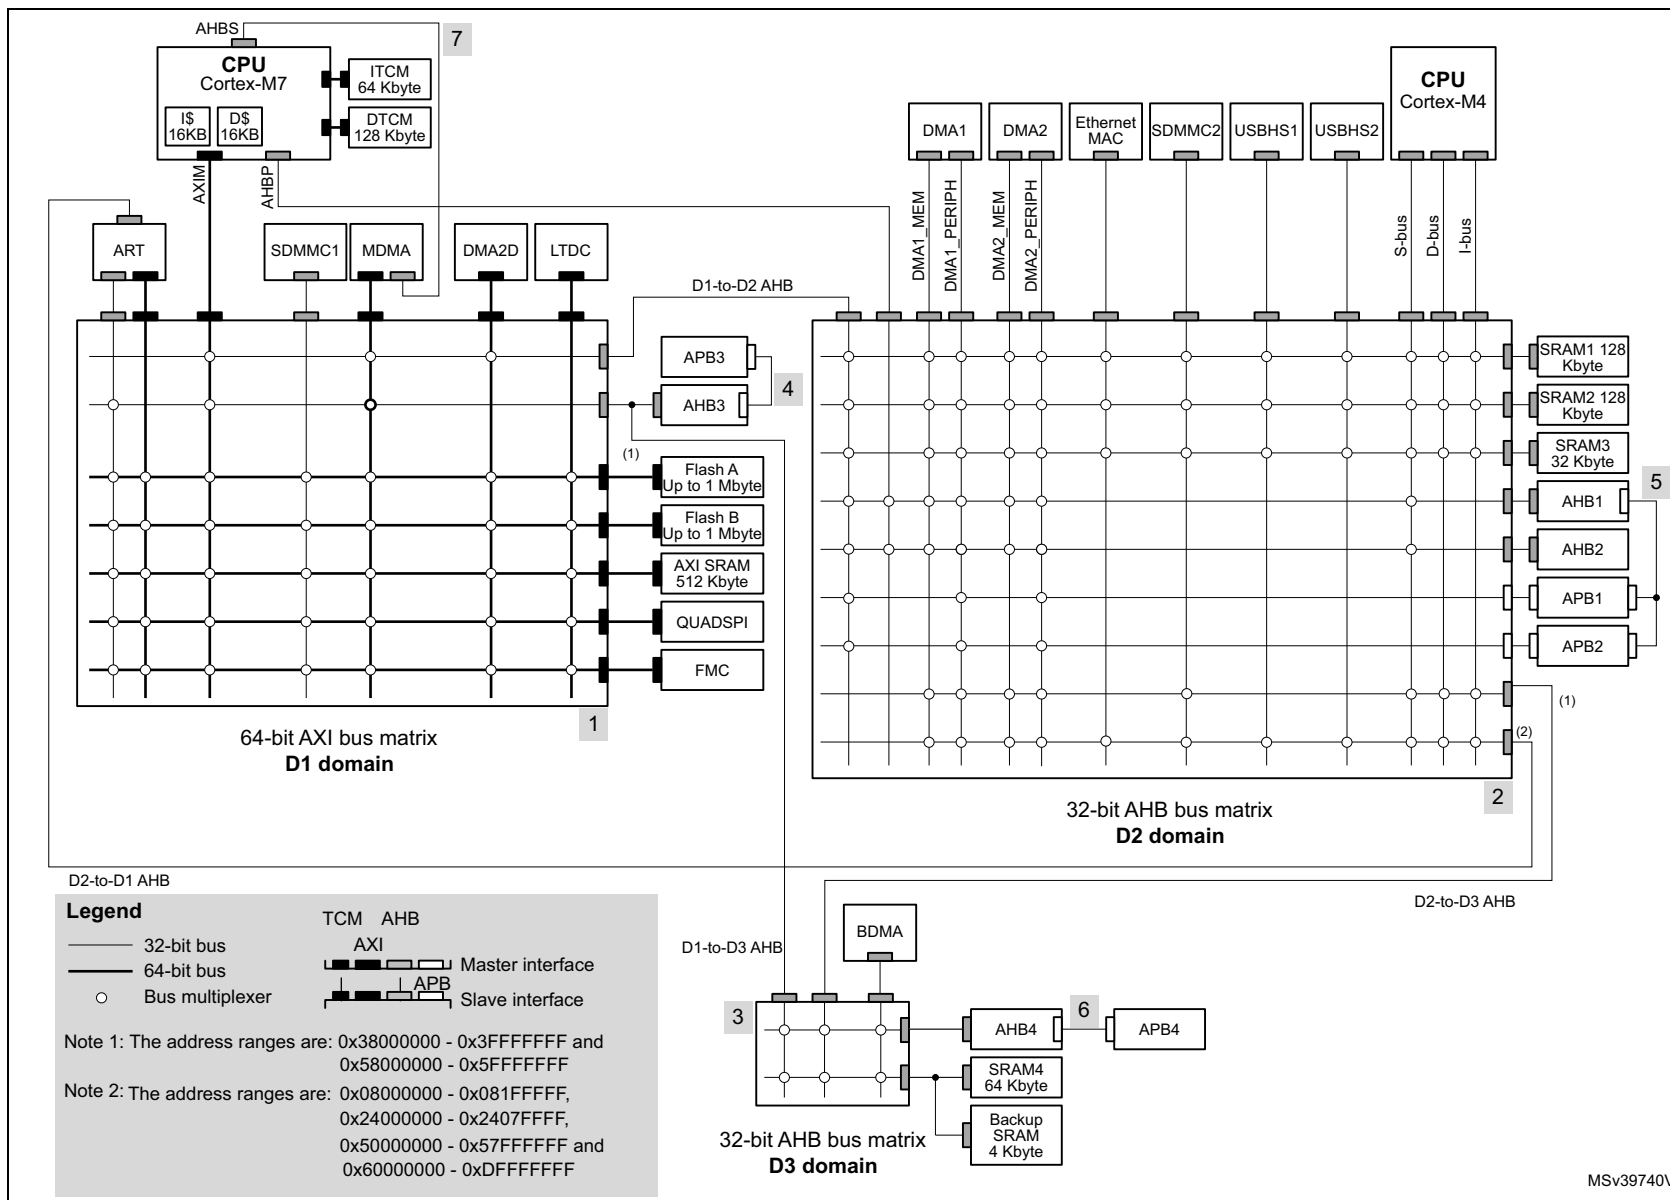 AHBS
7
CPU
Cortex-M7
ITCM
64 Kbyte
I$
16KB
D$
16KB
DTCM
128 Kbyte
AXIM
AHBP
CPU
Cortex-M4
DMA1
DMA2
Ethernet
MAC
SDMMC2
USBHS1
USBHS2
DMA1_MEM
DMA1_PERIPH
DMA2_MEM
DMA2_PERIPH
S-bus
D-bus
I-bus
ART
SDMMC1
MDMA
DMA2D
LTDC
D1-to-D2 AHB
APB3
4
AHB3
(1)
Flash A
Up to 1 Mbyte
Flash B
Up to 1 Mbyte
AXI SRAM
512 Kbyte
QUADSPI
FMC
1
64-bit AXI bus matrix
D1 domain
SRAM1 128
Kbyte
SRAM2 128
Kbyte
SRAM3
32 Kbyte
5
AHB1
AHB2
APB1
APB2
(1)
(2)
2
32-bit AHB bus matrix
D2 domain
D2-to-D1 AHB
D2-to-D3 AHB
Legend
TCM AHB
32-bit bus
AXI
64-bit bus
Master interface
APB
Bus multiplexer
Slave interface
Note 1: The address ranges are: 0x38000000 - 0x3FFFFFFF and
0x58000000 - 0x5FFFFFFF
Note 2: The address ranges are: 0x08000000 - 0x081FFFFF,
0x24000000 - 0x2407FFFF,
0x50000000 - 0x57FFFFFF and
0x60000000 - 0xDFFFFFFF
D1-to-D3 AHB
BDMA
3
AHB4
6
APB4
SRAM4
64 Kbyte
Backup
SRAM
4 Kbyte
32-bit AHB bus matrix
D3 domain
MSv39740V